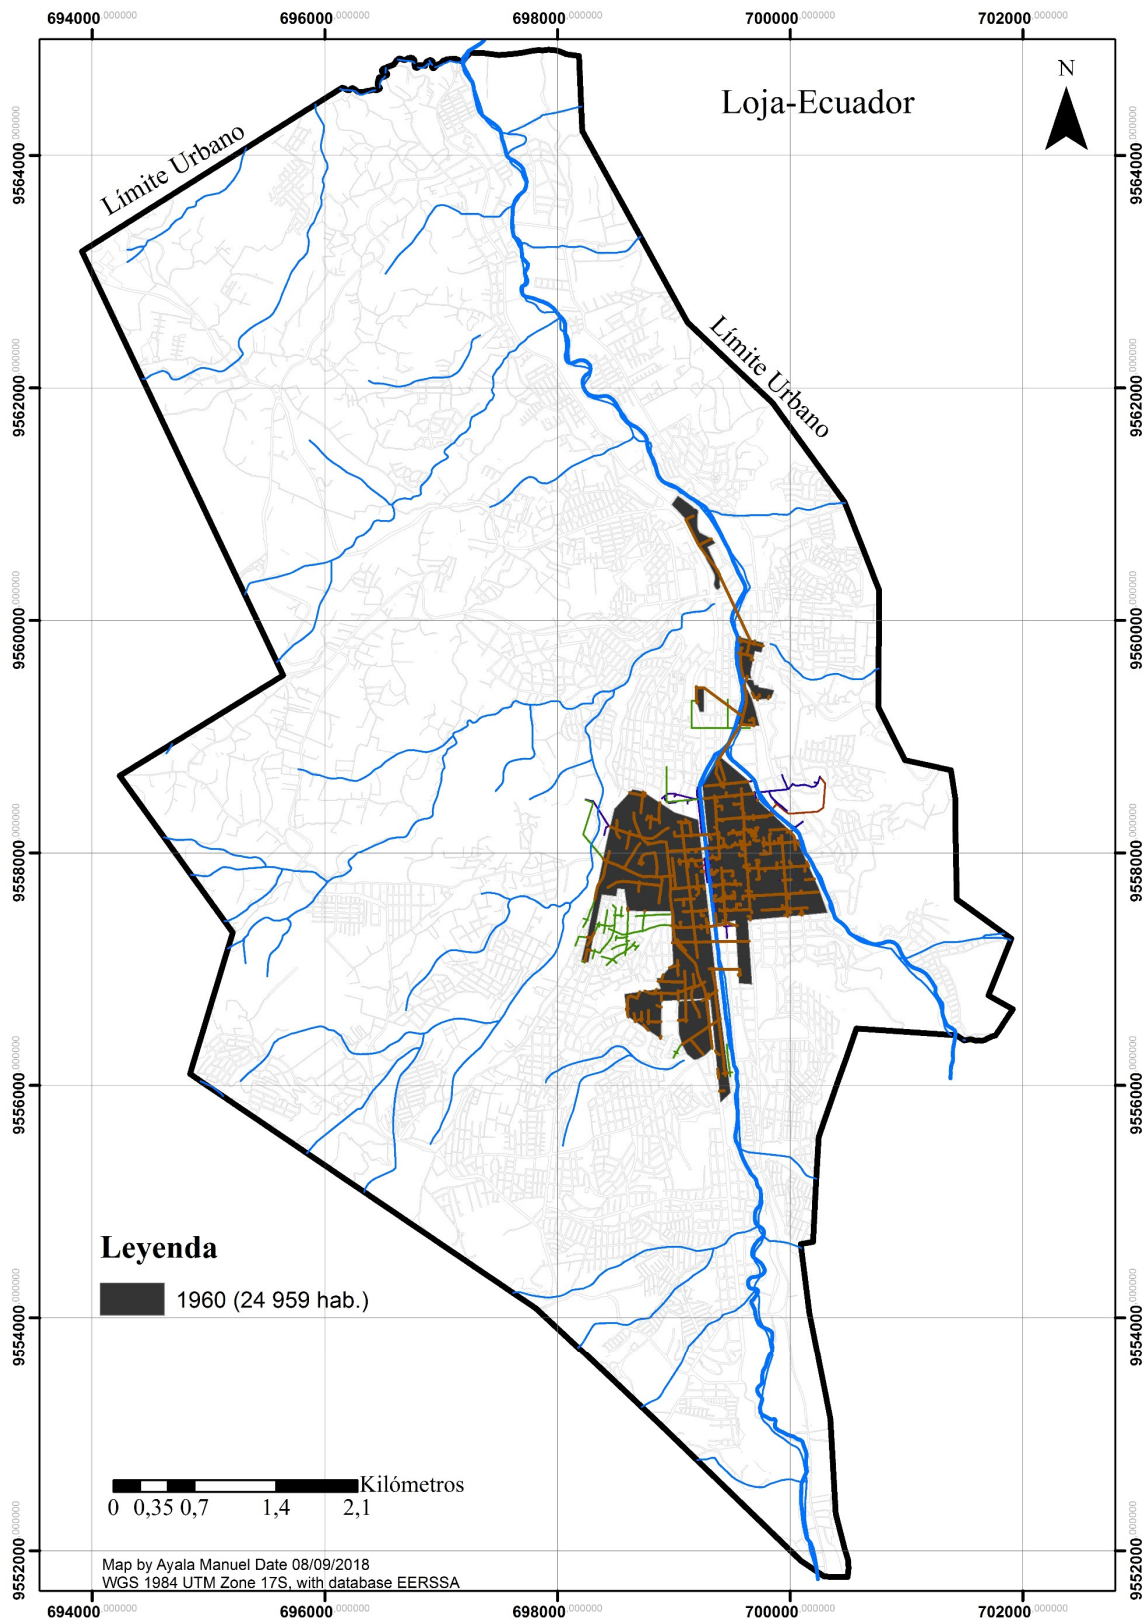 694000.000000 696000.000000 698000.000000 700000.000000 702000.000000
N
Loja-Ecuador
Límite Urbano
Límite Urbano
9564000.000000 9564000.000000
9562000.000000 9562000.000000
9560000.000000 9560000.000000
9558000.000000 9558000.000000
9556000.000000 9556000.000000
9554000.000000 9554000.000000
9552000.000000 9552000.000000
Leyenda
1960 (24 959 hab.)
Kilómetros
0 0,35 0,7 1,4 2,1
Map by Ayala Manuel Date 08/09/2018
WGS 1984 UTM Zone 17S, with database EERSSA
694000.000000 696000.000000 698000.000000 700000.000000 702000.000000